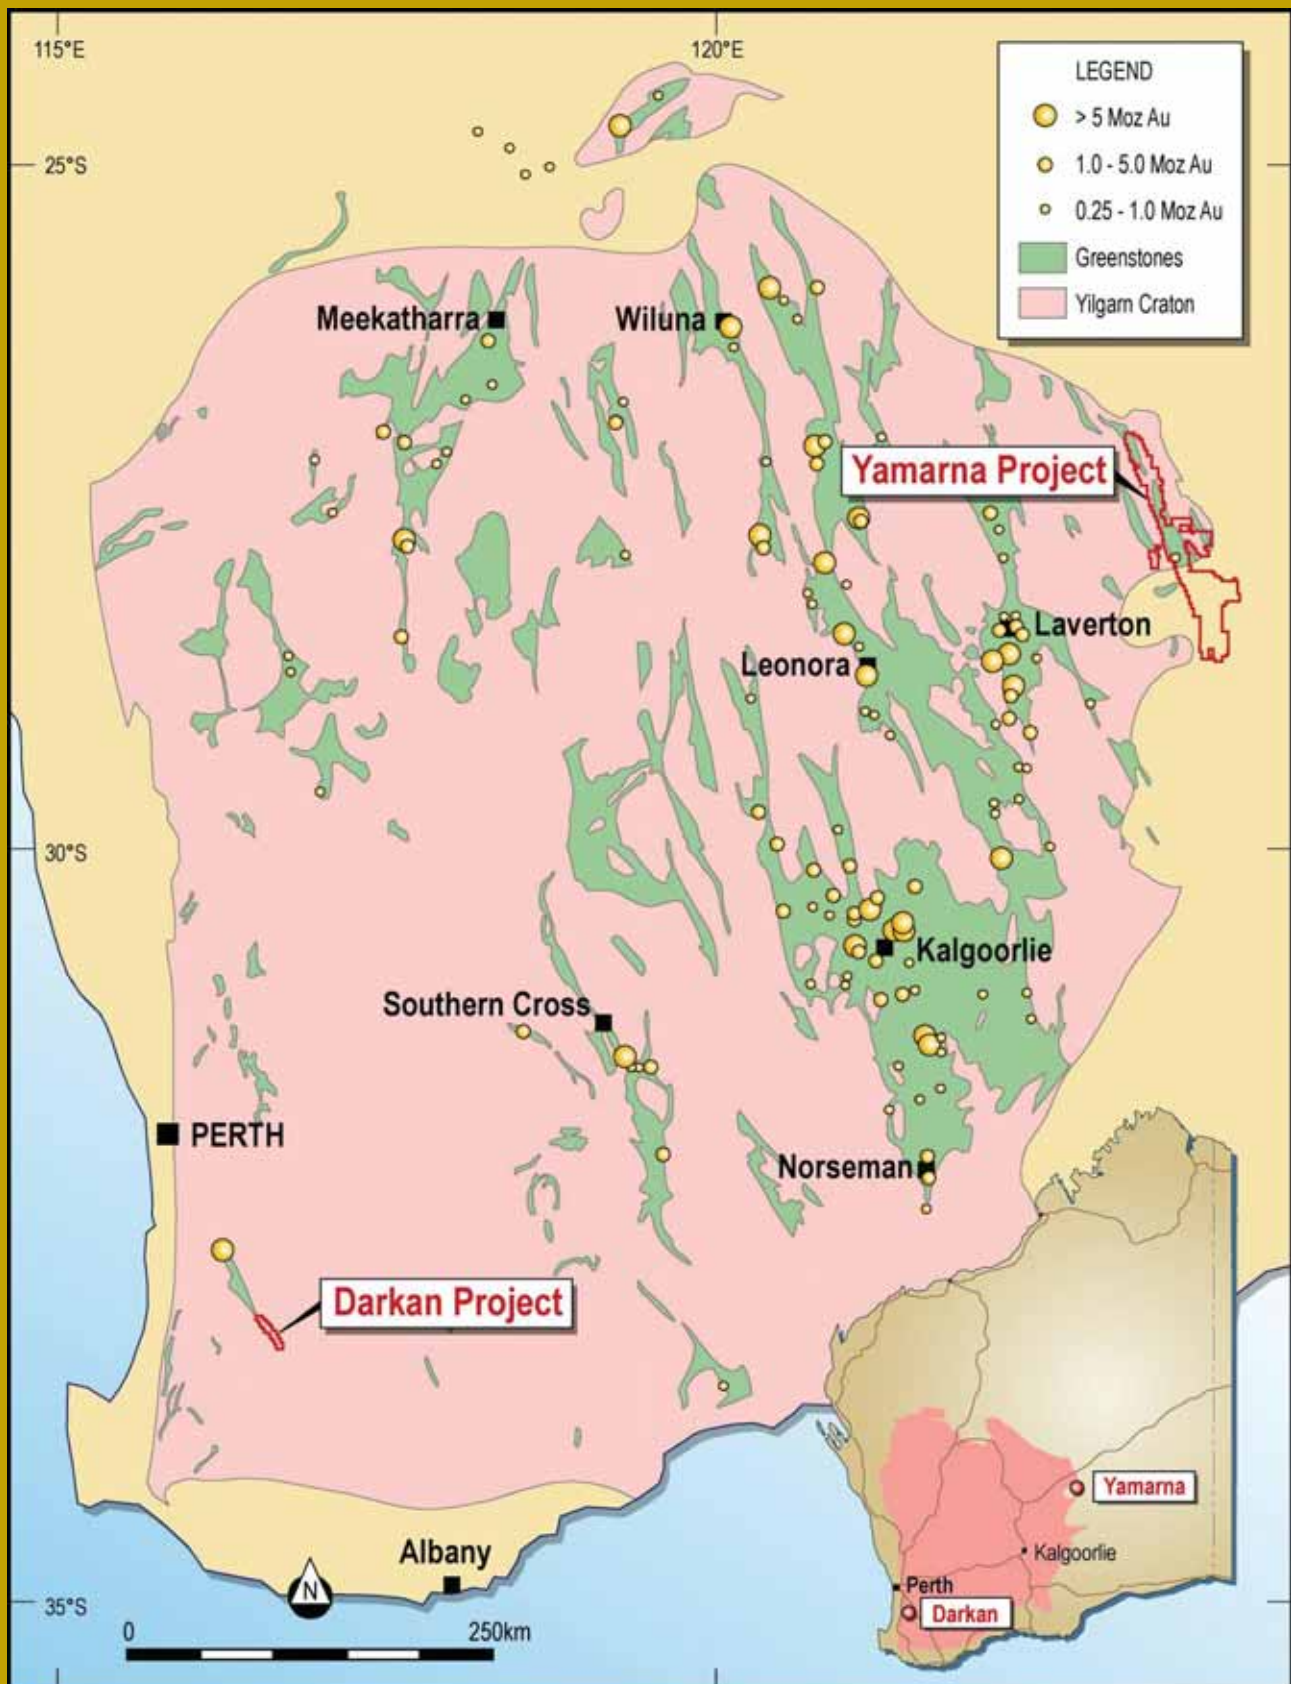 115°E
120°E
LEGEND
> 5 Moz Au
1.0 - 5.0 Moz Au
0.25 - 1.0 Moz Au
Greenstones
Yilgarn Craton
25°S
Meekatharra
Wiluna
Yamarna Project
Laverton
Leonora
30°S
Kalgoorlie
Southern Cross
PERTH
Norseman
Darkan Project
Yamarna
Kalgoorlie
Perth
Darkan
Albany
N
35°S
0
250km